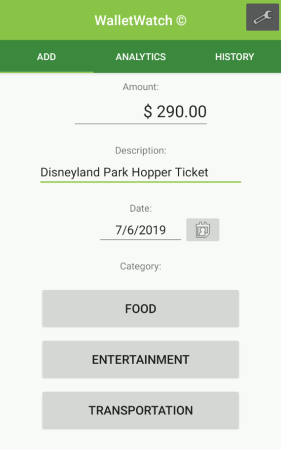 WalletWatch ©
ADD ANALYTICS HISTORY
Amount:
$ 290.00
Description:
Disneyland Park Hopper Ticket
Date:
7/6/2019
Category:
FOOD
ENTERTAINMENT
TRANSPORTATION